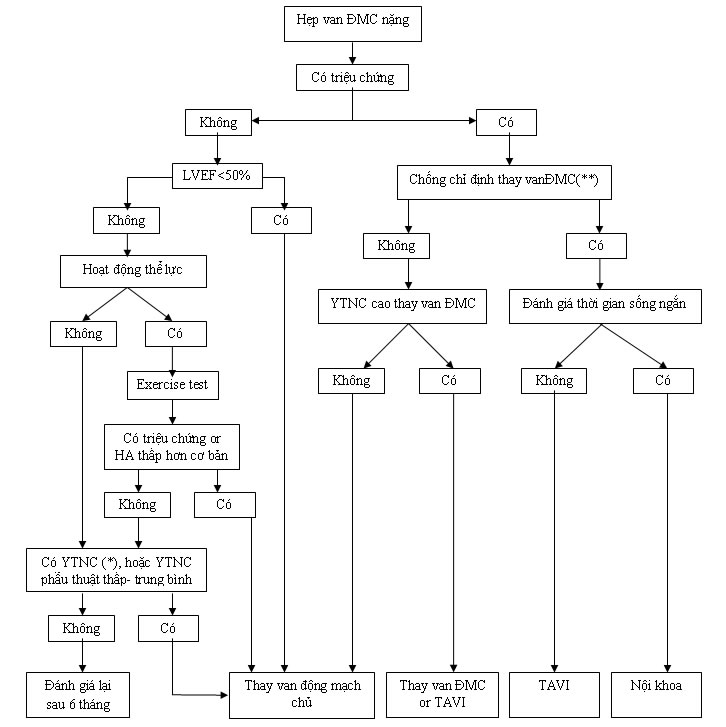 Hẹp van ĐMC nặng
Có triệu chứng
Không
Có
LVEF<50%
Chống chỉ định thay vanĐMC(**)
Không
Có
Không
Có
Hoạt động thể lực
YTNC cao thay van ĐMC
Đánh giá thời gian sống ngắn
Không
Có
Exercise test
Không
Có
Không
Có
Có triệu chứng or
HA thấp hơn cơ bản
Không
Có
Có YTNC (*), hoặc YTNC
phẫu thuật thấp- trung bình
Không
Có
Đánh giá lại
sau 6 tháng
Thay van động mạch
chủ
Thay van ĐMC
or TAVI
TAVI
Nội khoa